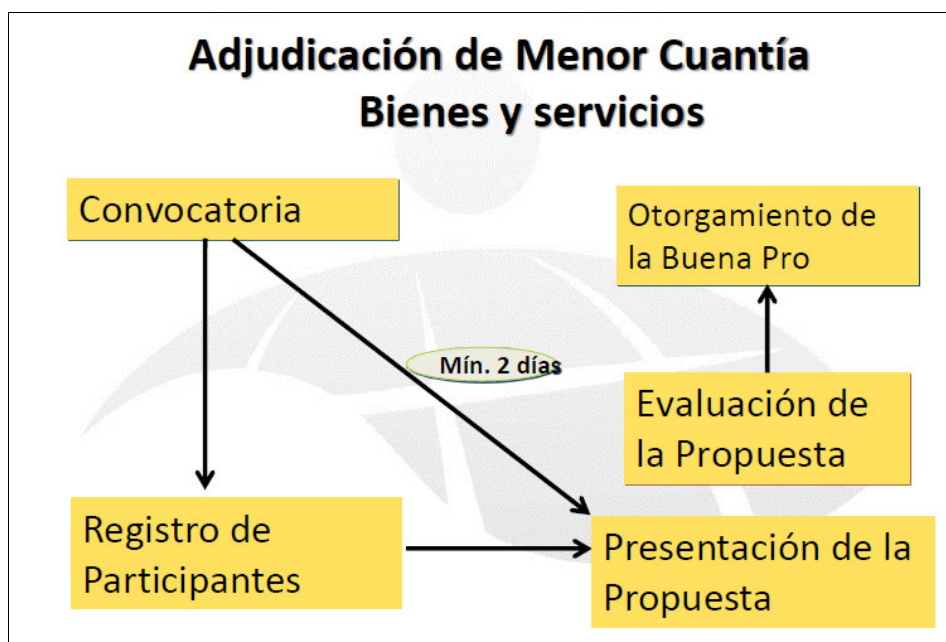 Adjudicación de Menor Cuantía
Bienes y servicios
Convocatoria
Otorgamiento de
la Buena Pro
Mín. 2 días
Evaluación de
la Propuesta
Registro de
Participantes
Presentación de la
Propuesta